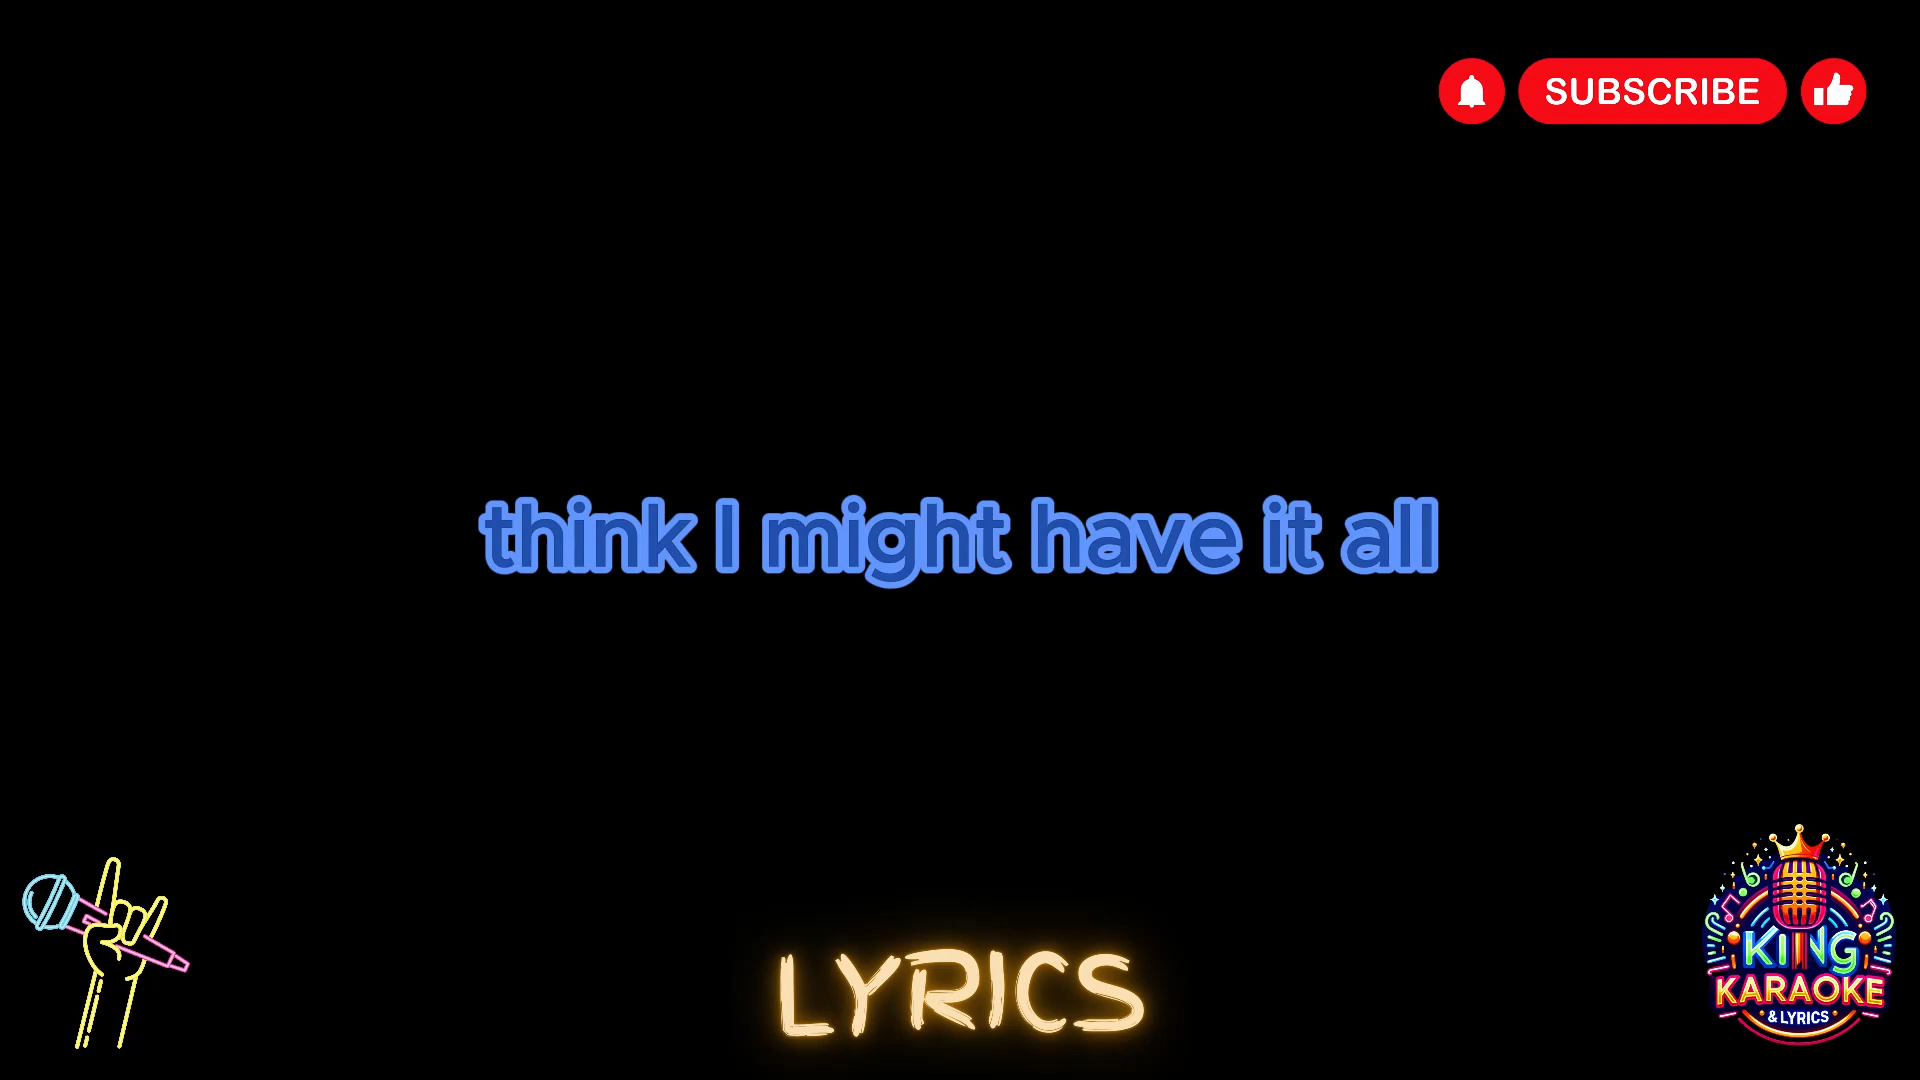 SUBSCRIBE
think I might have it all
LYRICS
KING
KARAOKE
& LYRICS